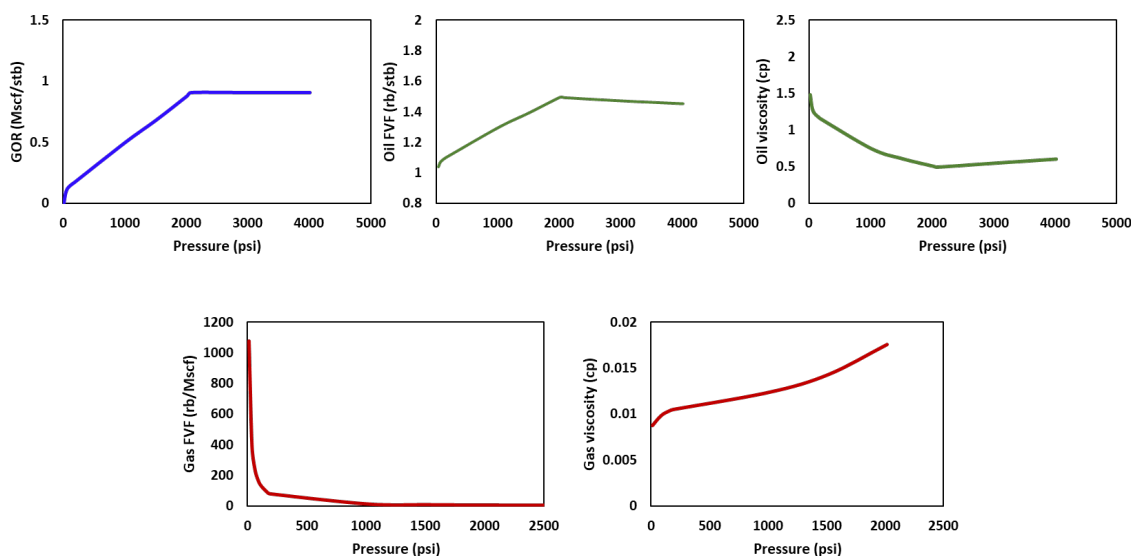 GOR (Mscf/stb)
1.5
1
0.5
0
0 1000 2000 3000 4000 5000
Pressure (psi)
Oil FVF (rb/stb)
2
1.8
1.6
1.4
1.2
1
0.8
0 1000 2000 3000 4000 5000
Pressure (psi)
Oil viscosity (cp)
2.5
2
1.5
1
0.5
0
0 1000 2000 3000 4000 5000
Pressure (psi)
Gas FVF (rb/Mscf)
1200
1000
800
600
400
200
0
0 500 1000 1500 2000 2500
Pressure (psi)
Gas viscosity (cp)
0.02
0.015
0.01
0.005
0
0 500 1000 1500 2000 2500
Pressure (psi)